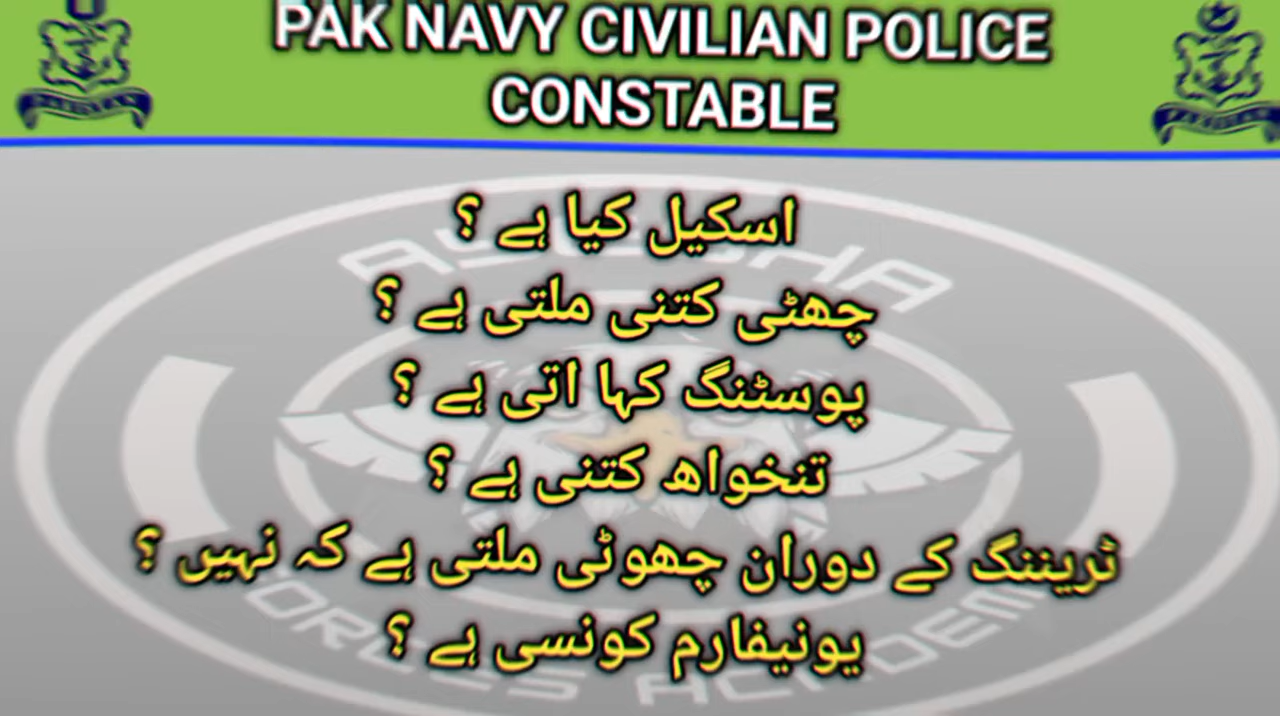 PAK NAVY CIVILIAN POLICE
CONSTABLE
اسکیل کیا ہے ؟
چھٹی کتنی ملتی ہے ؟
پوسٹنگ کہا اتی ہے ؟
تنخواھ کتنی ہے ؟
ٹریننگ کے دوران چھوٹی ملتی ہے کہ نہیں ؟
یونیفارم کونسی ہے ؟